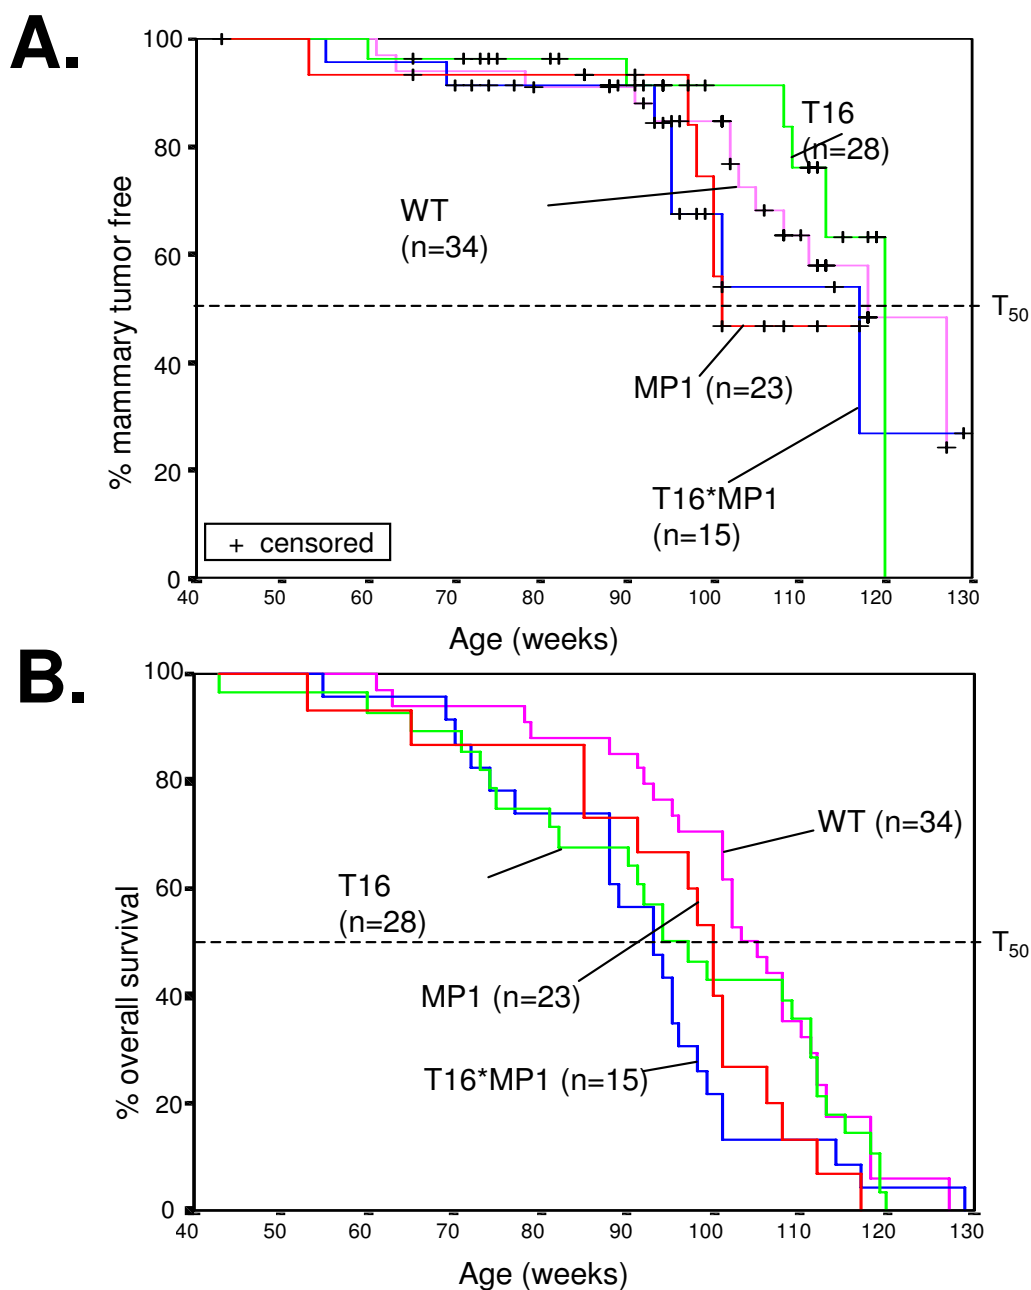 A.
% mammary tumor free
100
80
60
40
20
0
T16
(n=28)
WT
(n=34)
T50
MP1 (n=23)
T16*MP1
(n=15)
+ censored
40 50 60 70 80 90 100 110 120 130
Age (weeks)
B.
% overall survival
100
80
60
40
20
0
WT (n=34)
T16
(n=28)
T50
MP1 (n=23)
T16*MP1 (n=15)
40 50 60 70 80 90 100 110 120 130
Age (weeks)